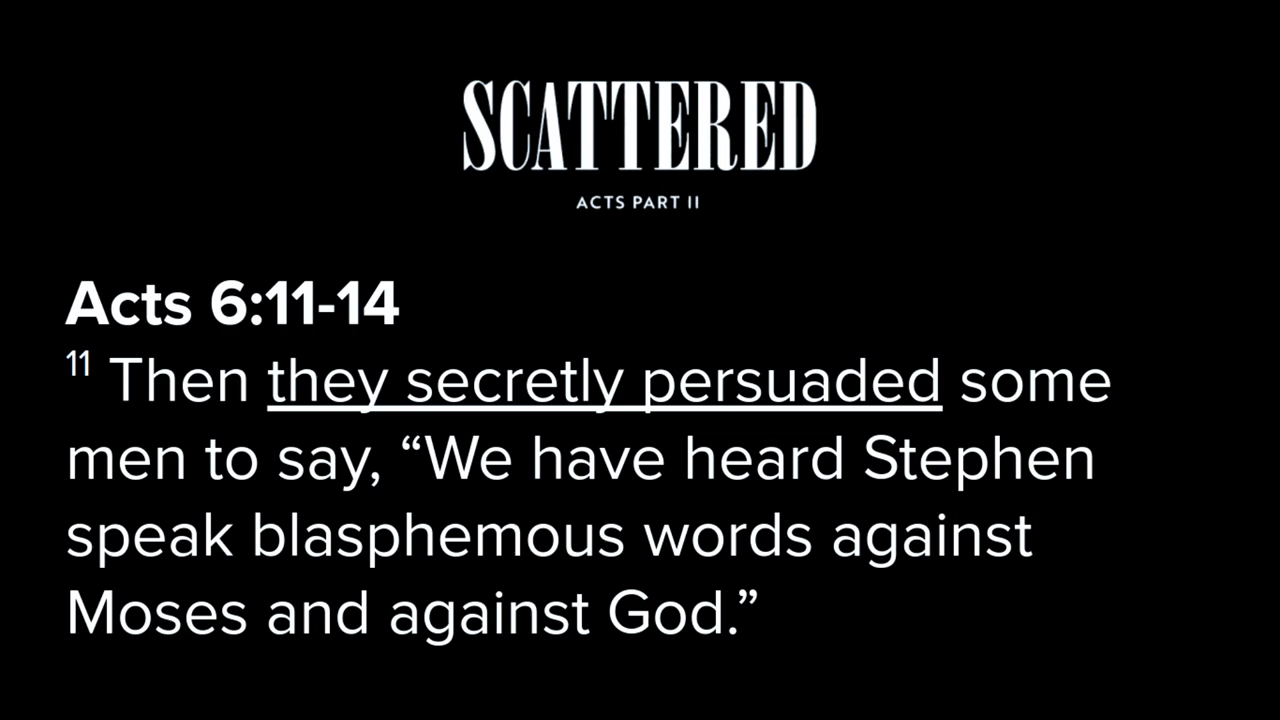 SCATTERED
ACTS PART II
Acts 6:11-14
11 Then they secretly persuaded some
men to say, “We have heard Stephen
speak blasphemous words against
Moses and against God.”